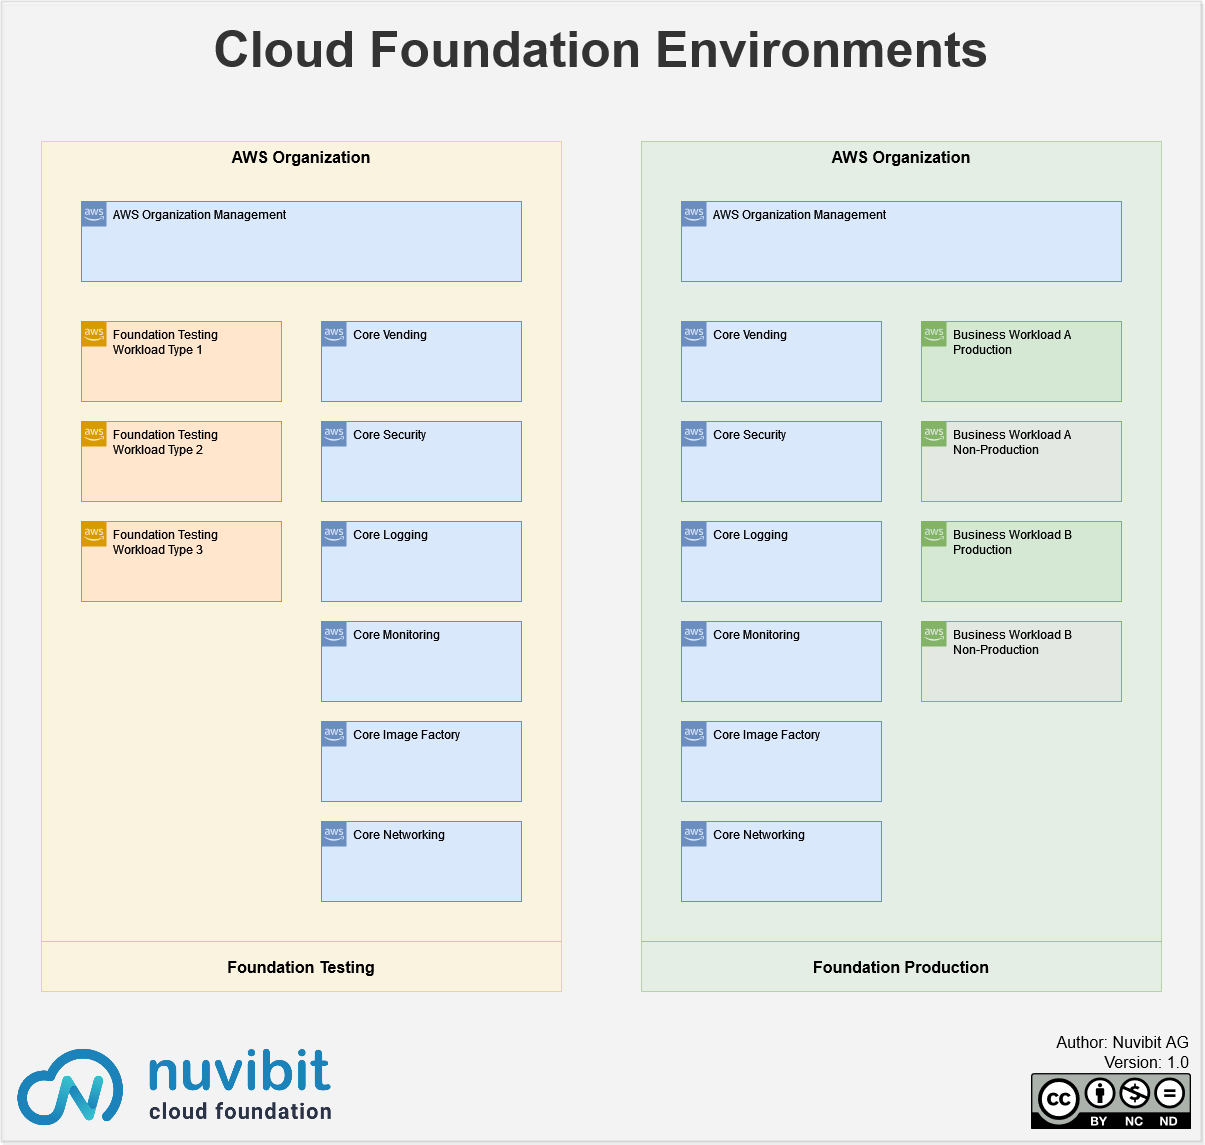 Cloud Foundation Environments
AWS Organization
aws AWS Organization Management
aws Foundation Testing
Workload Type 1
aws Core Vending
aws Foundation Testing
Workload Type 2
aws Core Security
aws Foundation Testing
Workload Type 3
aws Core Logging
aws Core Monitoring
aws Core Image Factory
aws Core Networking
Foundation Testing
AWS Organization
aws AWS Organization Management
aws Core Vending
aws Business Workload A
Production
aws Core Security
aws Business Workload A
Non-Production
aws Core Logging
aws Business Workload B
Production
aws Core Monitoring
aws Business Workload B
Non-Production
aws Core Image Factory
aws Core Networking
Foundation Production
nuvibit
cloud foundation
Author: Nuvibit AG
Version: 1.0
cc
BY NC ND